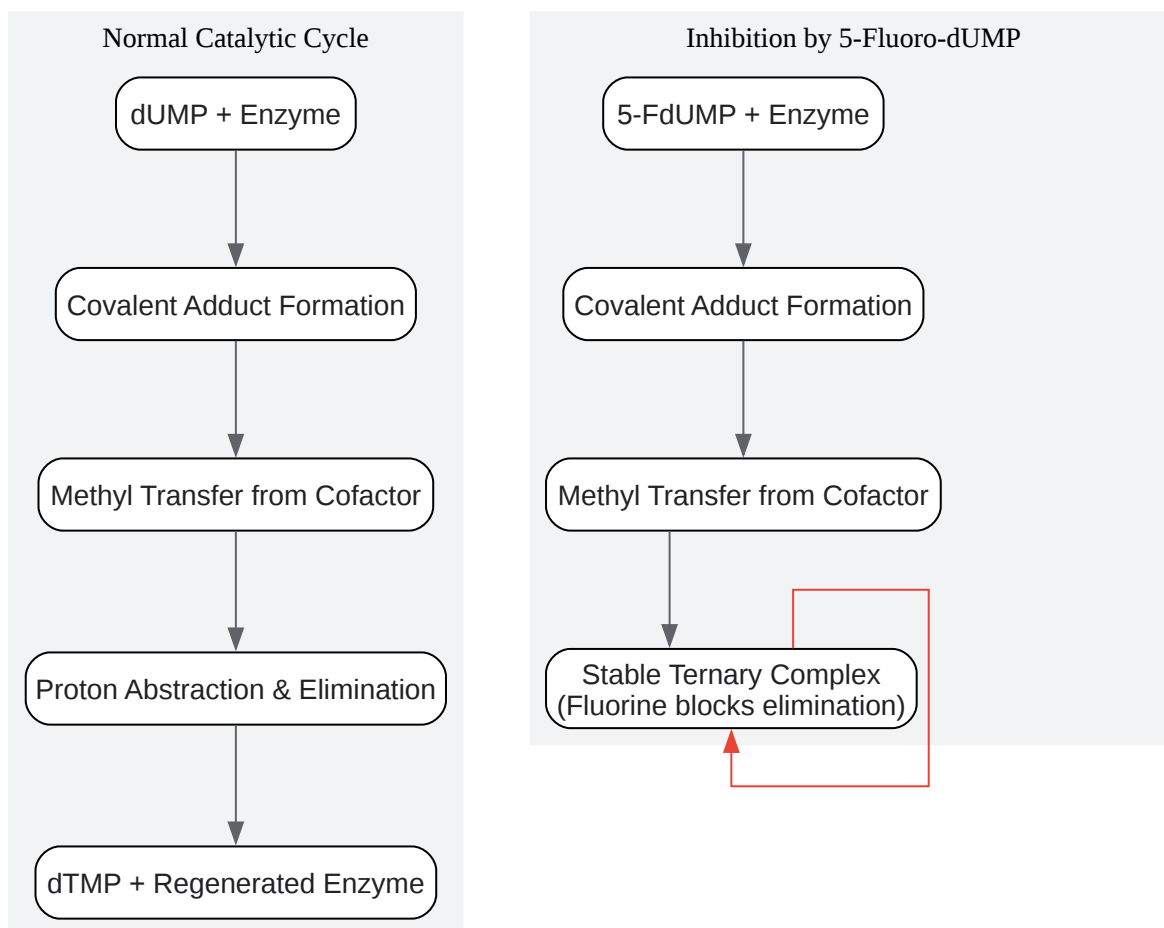 Normal Catalytic Cycle
dUMP + Enzyme
Covalent Adduct Formation
Methyl Transfer from Cofactor
Proton Abstraction & Elimination
dTMP + Regenerated Enzyme
Inhibition by 5-Fluoro-dUMP
5-FdUMP + Enzyme
Covalent Adduct Formation
Methyl Transfer from Cofactor
Stable Ternary Complex
(Fluorine blocks elimination)